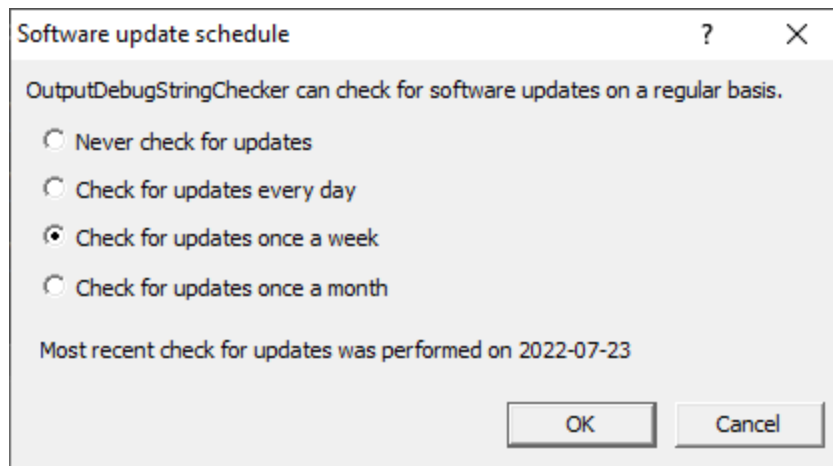 Software update schedule
?
OutputDebugStringChecker can check for software updates on a regular basis.
Never check for updates
Check for updates every day
Check for updates once a week
Check for updates once a month
Most recent check for updates was performed on 2022-07-23
OK Cancel